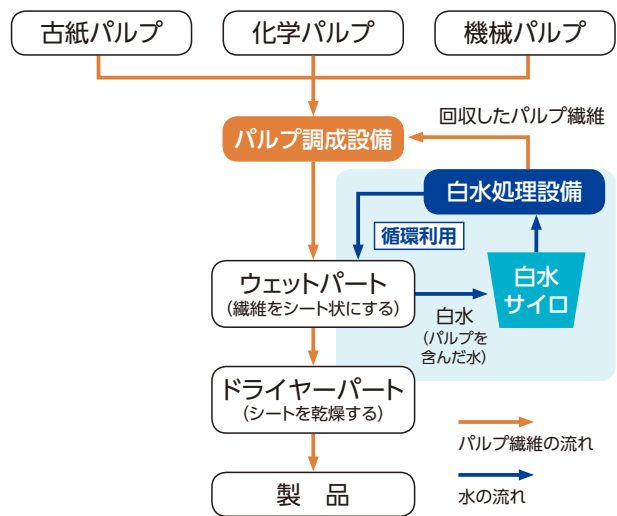 古紙パルプ
化学パルプ
機械パルプ
回収したパルプ繊維
パルプ調成設備
白水処理設備
循環利用
ウェットパート
(繊維をシート状にする)
白水
サイロ
白水
(パルプを
含んだ水)
ドライヤーパート
(シートを乾燥する)
パルプ繊維の流れ
製　品
水の流れ